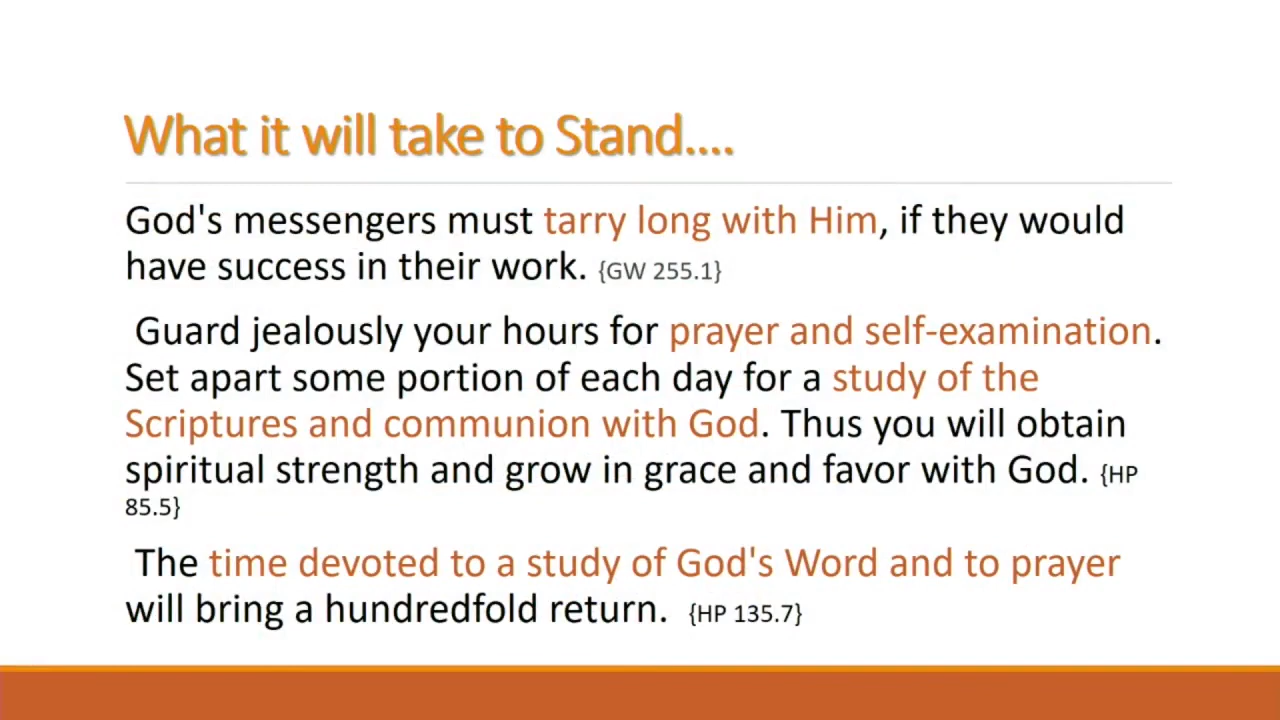 What it will take to Stand....
God's messengers must tarry long with Him, if they would
have success in their work. {GW 255.1}
Guard jealously your hours for prayer and self-examination.
Set apart some portion of each day for a study of the
Scriptures and communion with God. Thus you will obtain
spiritual strength and grow in grace and favor with God. {HP
85.5}
The time devoted to a study of God's Word and to prayer
will bring a hundredfold return. {HP 135.7}